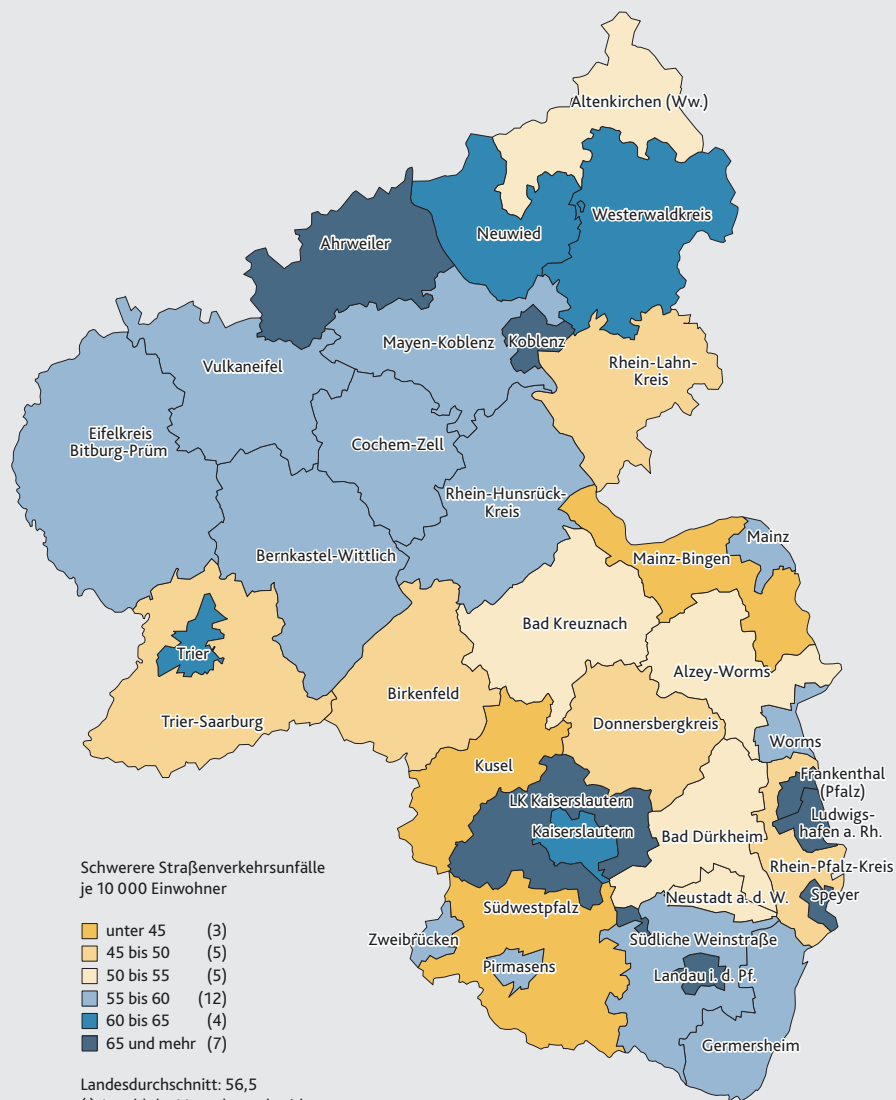 Altenkirchen (Ww.)
Westerwaldkreis
Neuwied
Ahrweiler
Mayen-Koblenz
Koblenz
Vulkaneifel
Rhein-Lahn-
Kreis
Eifelkreis
Bitburg-Prüm
Cochem-Zell
Rhein-Hunsrück-
Kreis
Bernkastel-Wittlich
Mainz
Mainz-Bingen
Bad Kreuznach
Trier
Alzey-Worms
Birkenfeld
Trier-Saarburg
Donnersbergkreis
Worms
Kusel
Frankenthal
(Pfalz)
LK Kaiserslautern
Ludwigs-
hafen a. Rh.
Kaiserslautern
Bad Dürkheim
Rhein-Pfalz-Kreis
Neustadt a. d. W.
Speyer
Südwestpfalz
Zweibrücken
Südliche Weinstraße
Pirmasens
Landau i. d. Pf.
Germersheim
Schwerere Straßenverkehrsunfälle
je 10 000 Einwohner
unter 45 (3)
45 bis 50 (5)
50 bis 55 (5)
55 bis 60 (12)
60 bis 65 (4)
65 und mehr (7)
Landesdurchschnitt: 56,5